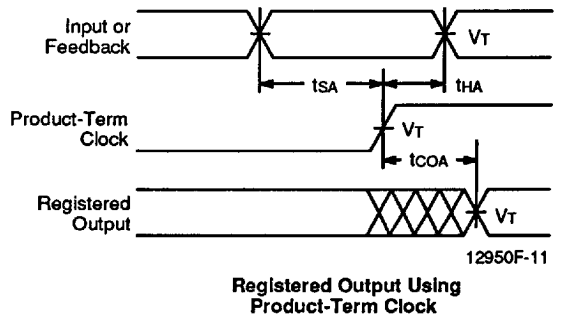 Input or
Feedback
VT
tSA
tHA
Product-Term
Clock
VT
tCOA
Registered
Output
VT
12950F-11
Registered Output Using
Product-Term Clock